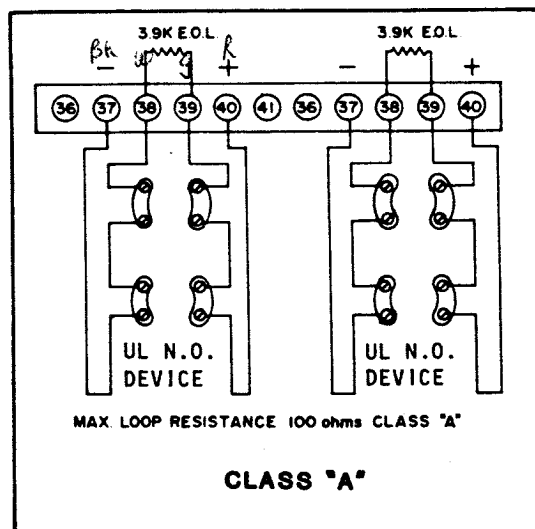 3.9K E.O.L. 3.9K E.O.L.
Bk W G R
− + − +
36 37 38 39 40 41 36 37 38 39 40
UL N.O. UL N.O.
DEVICE DEVICE
MAX. LOOP RESISTANCE 100 ohms CLASS "A"
CLASS "A"